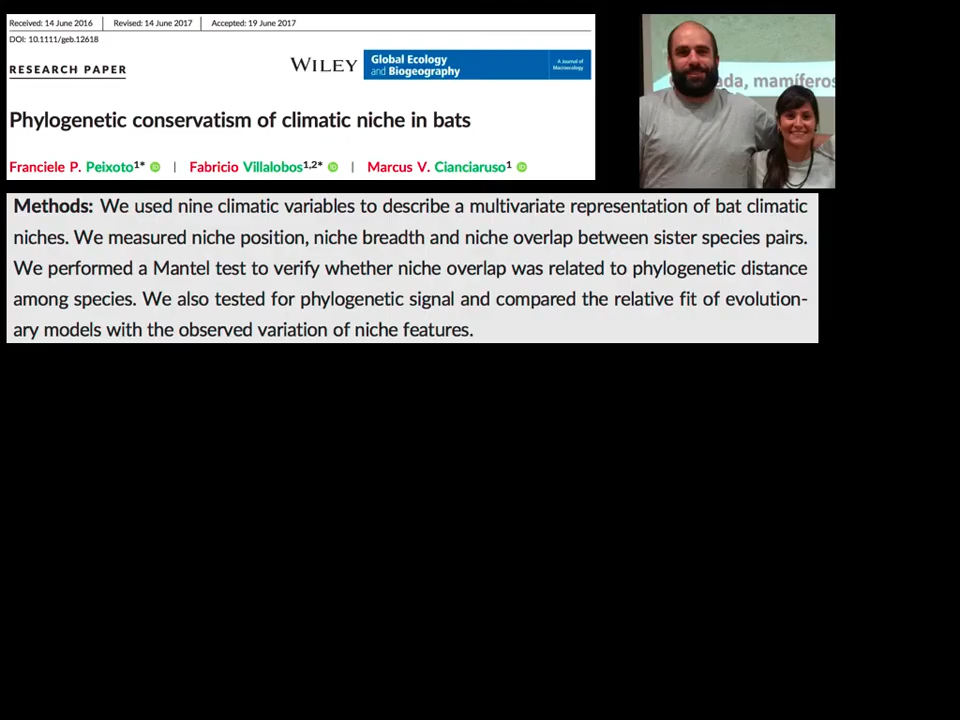 Received: 14 June 2016 | Revised: 14 June 2017 | Accepted: 19 June 2017
DOI: 10.1111/geb.12618
RESEARCH PAPER
WILEY
Global Ecology
and Biogeography
A Journal of
Macroecology
Phylogenetic conservatism of climatic niche in bats
Franciele P. Peixoto1* | Fabricio Villalobos1,2* | Marcus V. Cianciaruso1
ada, mamíferos
Methods: We used nine climatic variables to describe a multivariate representation of bat climatic
niches. We measured niche position, niche breadth and niche overlap between sister species pairs.
We performed a Mantel test to verify whether niche overlap was related to phylogenetic distance
among species. We also tested for phylogenetic signal and compared the relative fit of evolution-
ary models with the observed variation of niche features.